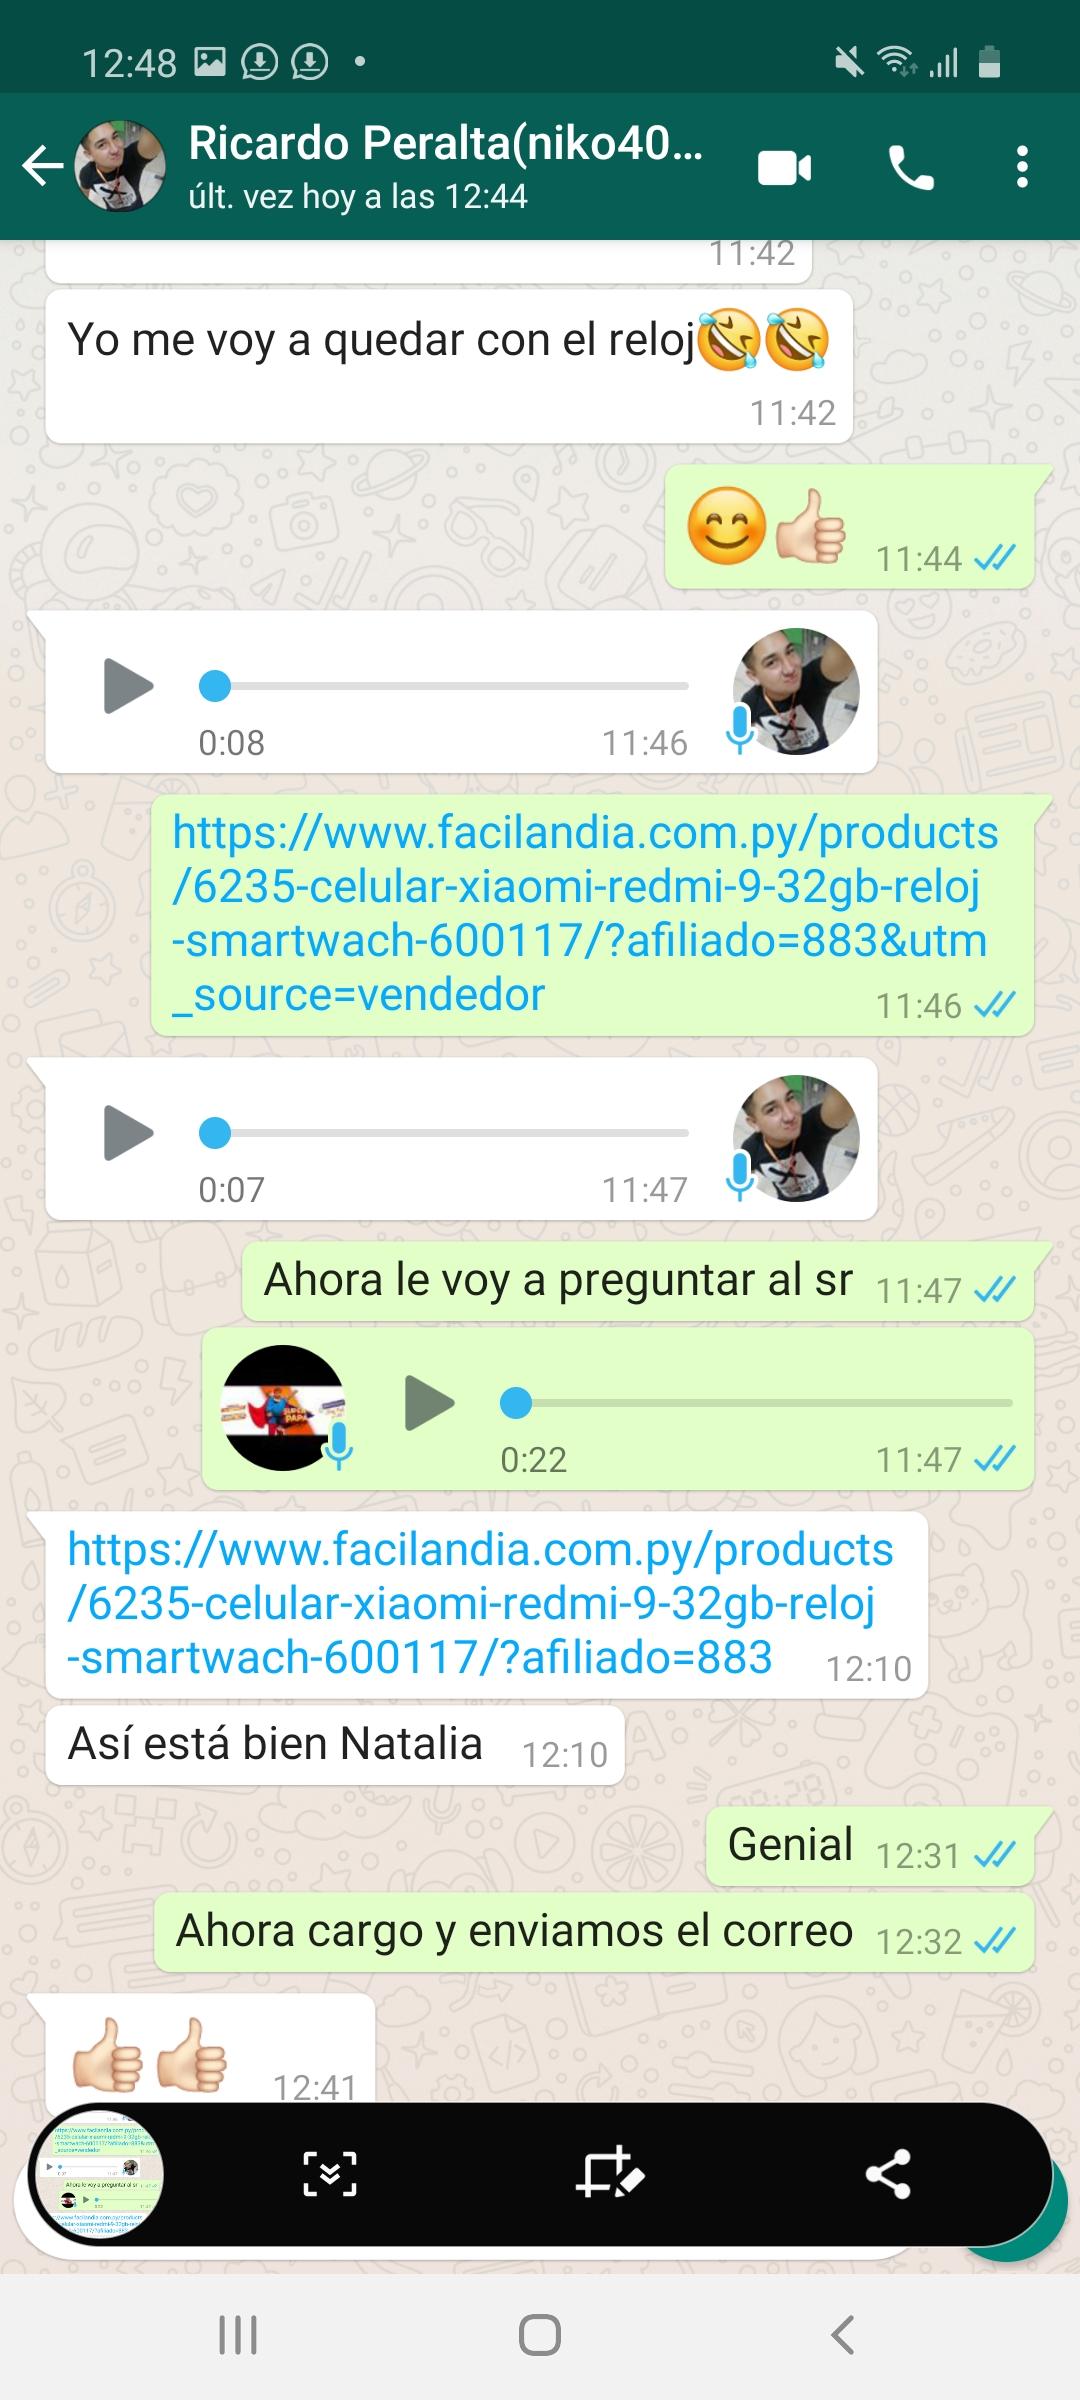 12:48
Ricardo Peralta(niko40...
últ. vez hoy a las 12:44
11:42
Yo me voy a quedar con el reloj🤣🤣
11:42
😊👍🏻 11:44
0:08 11:46
https://www.facilandia.com.py/products
/6235-celular-xiaomi-redmi-9-32gb-reloj
-smartwach-600117/?afiliado=883&utm
_source=vendedor 11:46
0:07 11:47
Ahora le voy a preguntar al sr 11:47
0:22 11:47
https://www.facilandia.com.py/products
/6235-celular-xiaomi-redmi-9-32gb-reloj
-smartwach-600117/?afiliado=883 12:10
Así está bien Natalia 12:10
Genial 12:31
Ahora cargo y enviamos el correo 12:32
👍🏻👍🏻 12:41